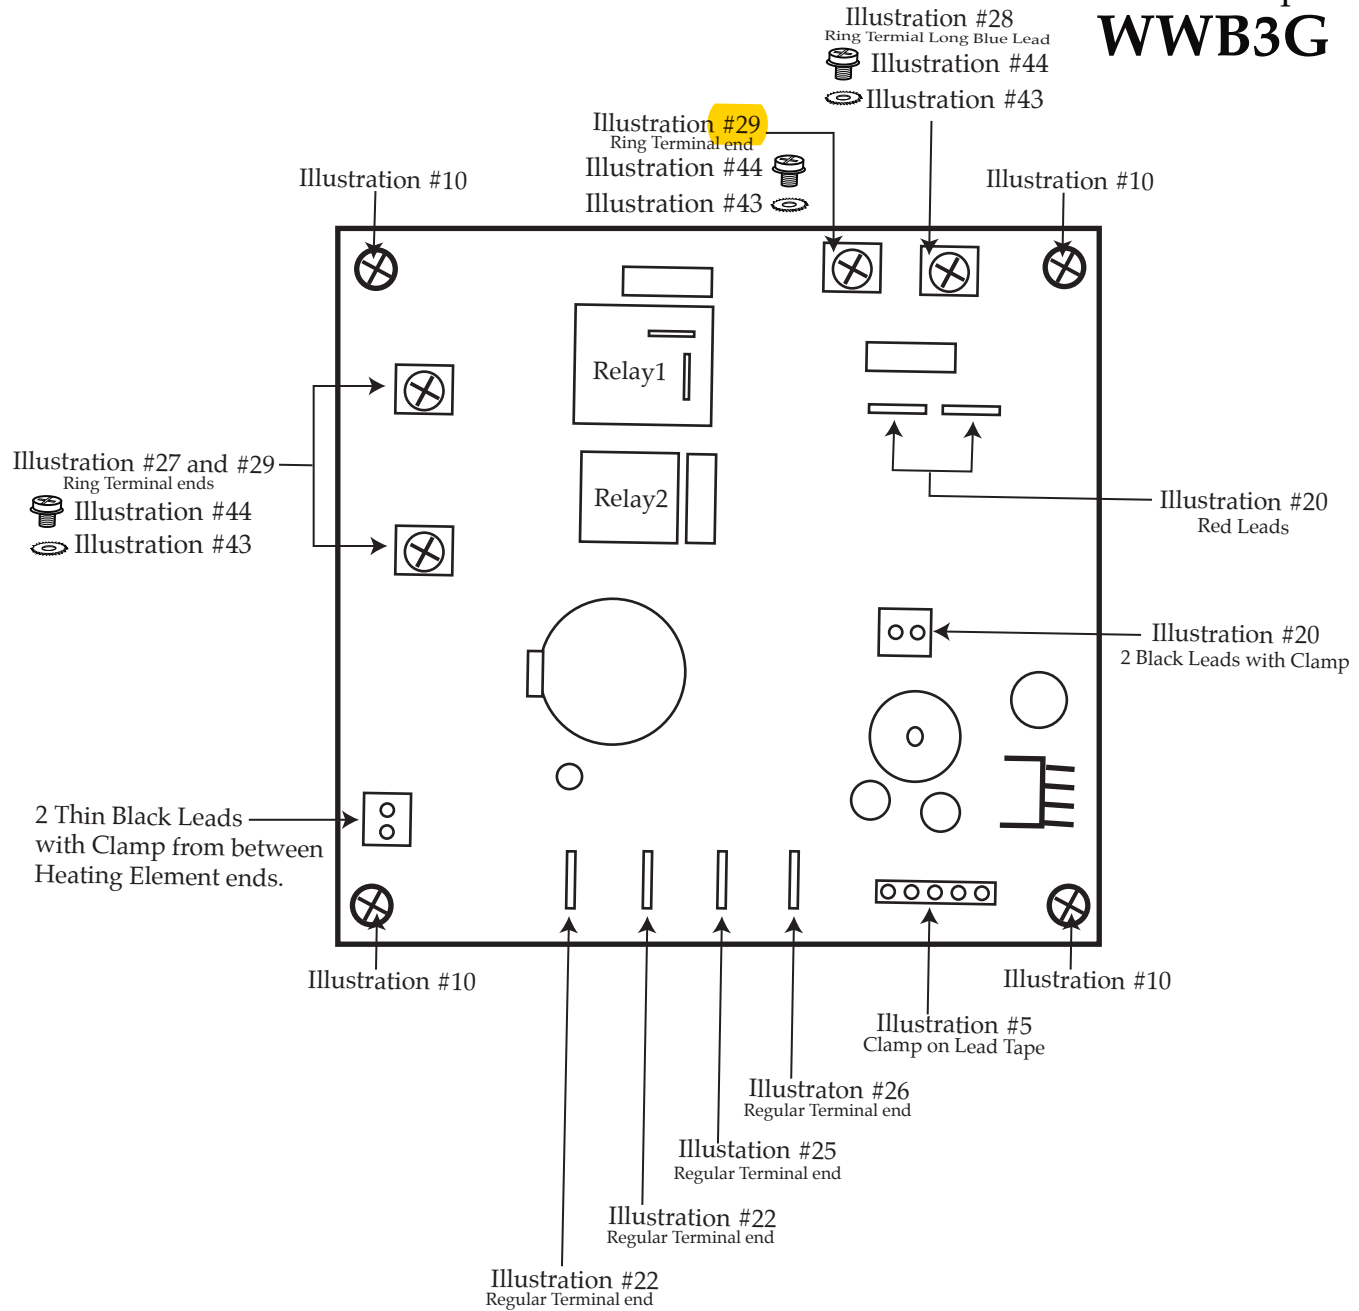 WWB3G
Illustration #28
Ring Termial Long Blue Lead
Illustration #44
Illustration #43
Illustration #29
Ring Terminal end
Illustration #44
Illustration #43
Illustration #10
Illustration #10
Relay1
Illustration #27 and #29
Ring Terminal ends
Illustration #44
Illustration #43
Relay2
Illustration #20
Red Leads
Illustration #20
2 Black Leads with Clamp
2 Thin Black Leads
with Clamp from between
Heating Element ends.
Illustration #10
Illustration #10
Illustration #5
Clamp on Lead Tape
Illustraton #26
Regular Terminal end
Illustation #25
Regular Terminal end
Illustration #22
Regular Terminal end
Illustration #22
Regular Terminal end